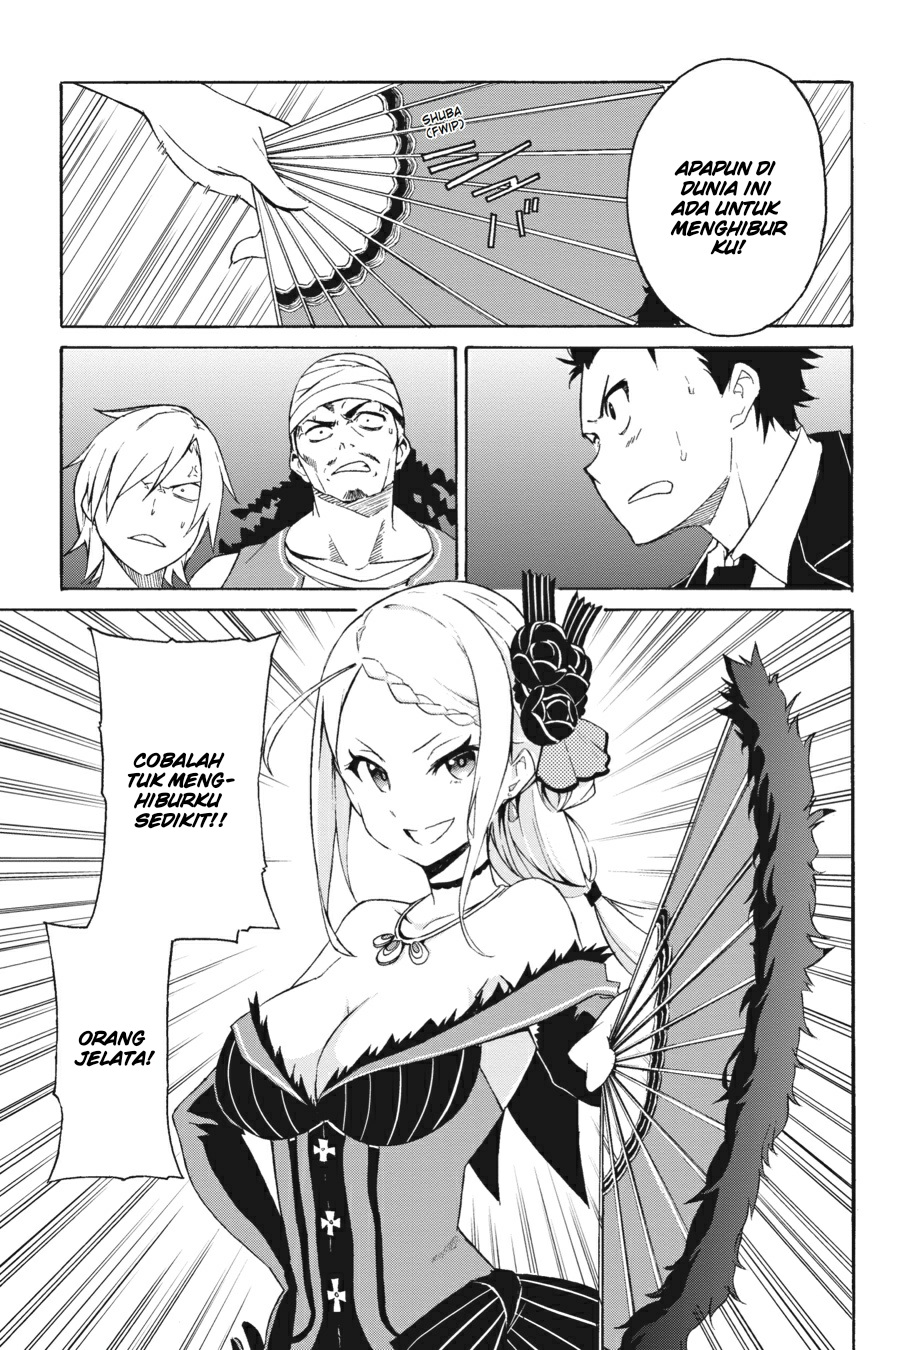 APAPUN DI
DUNIA INI
ADA UNTUK
MENGHIBUR
KU!
SHUBA
(FWIP)
COBALAH
TUK MENG-
HIBURKU
SEDIKIT!!
ORANG
JELATA!